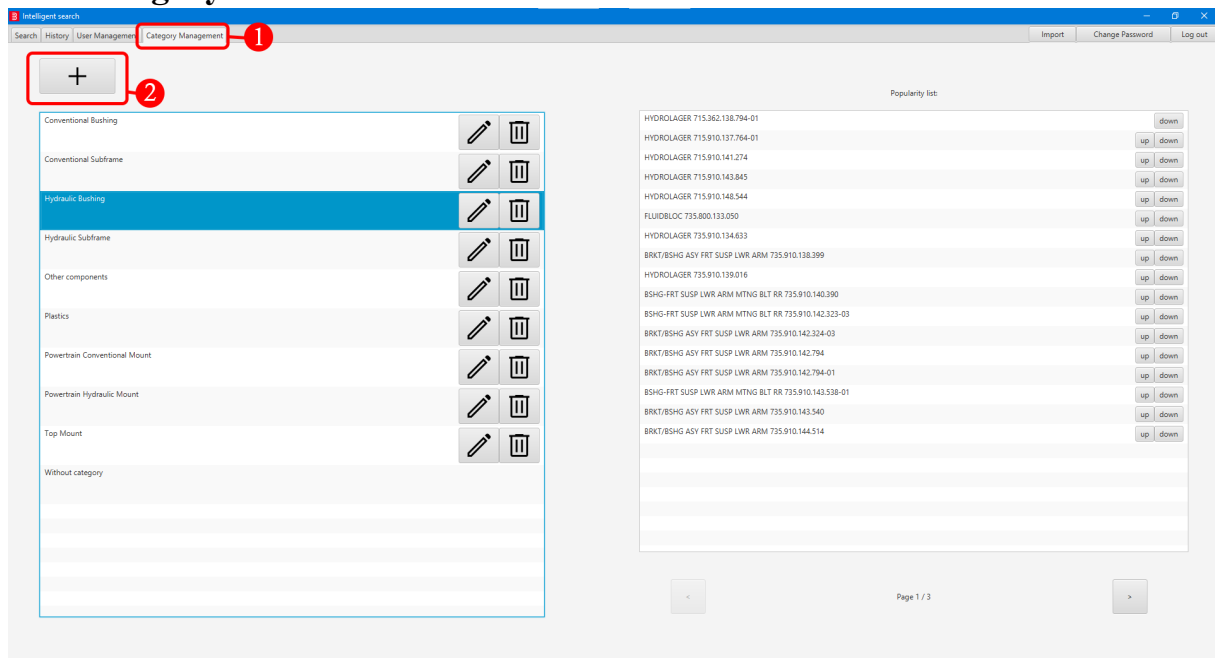 B Intelligent search
Search History User Management Category Management 1 Import Change Password Log out
+
2
Popularity list:
Conventional Bushing
Conventional Subframe
Hydraulic Bushing
Hydraulic Subframe
Other components
Plastics
Powertrain Conventional Mount
Powertrain Hydraulic Mount
Top Mount
Without category
HYDROLAGER 715.362.138.794-01 down
HYDROLAGER 715.910.137.764-01 up down
HYDROLAGER 715.910.141.274 up down
HYDROLAGER 715.910.143.845 up down
HYDROLAGER 715.910.148.544 up down
FLUIDBLOC 735.800.133.050 up down
HYDROLAGER 735.910.134.633 up down
BRKT/BSHG ASY FRT SUSP LWR ARM 735.910.138.399 up down
HYDROLAGER 735.910.139.016 up down
BSHG-FRT SUSP LWR ARM MTNG BLT RR 735.910.140.390 up down
BSHG-FRT SUSP LWR ARM MTNG BLT RR 735.910.142.323-03 up down
BRKT/BSHG ASY FRT SUSP LWR ARM 735.910.142.324-03 up down
BRKT/BSHG ASY FRT SUSP LWR ARM 735.910.142.794 up down
BRKT/BSHG ASY FRT SUSP LWR ARM 735.910.142.794-01 up down
BSHG-FRT SUSP LWR ARM MTNG BLT RR 735.910.143.538-01 up down
BRKT/BSHG ASY FRT SUSP LWR ARM 735.910.143.540 up down
BRKT/BSHG ASY FRT SUSP LWR ARM 735.910.144.514 up down
< Page 1 / 3 >